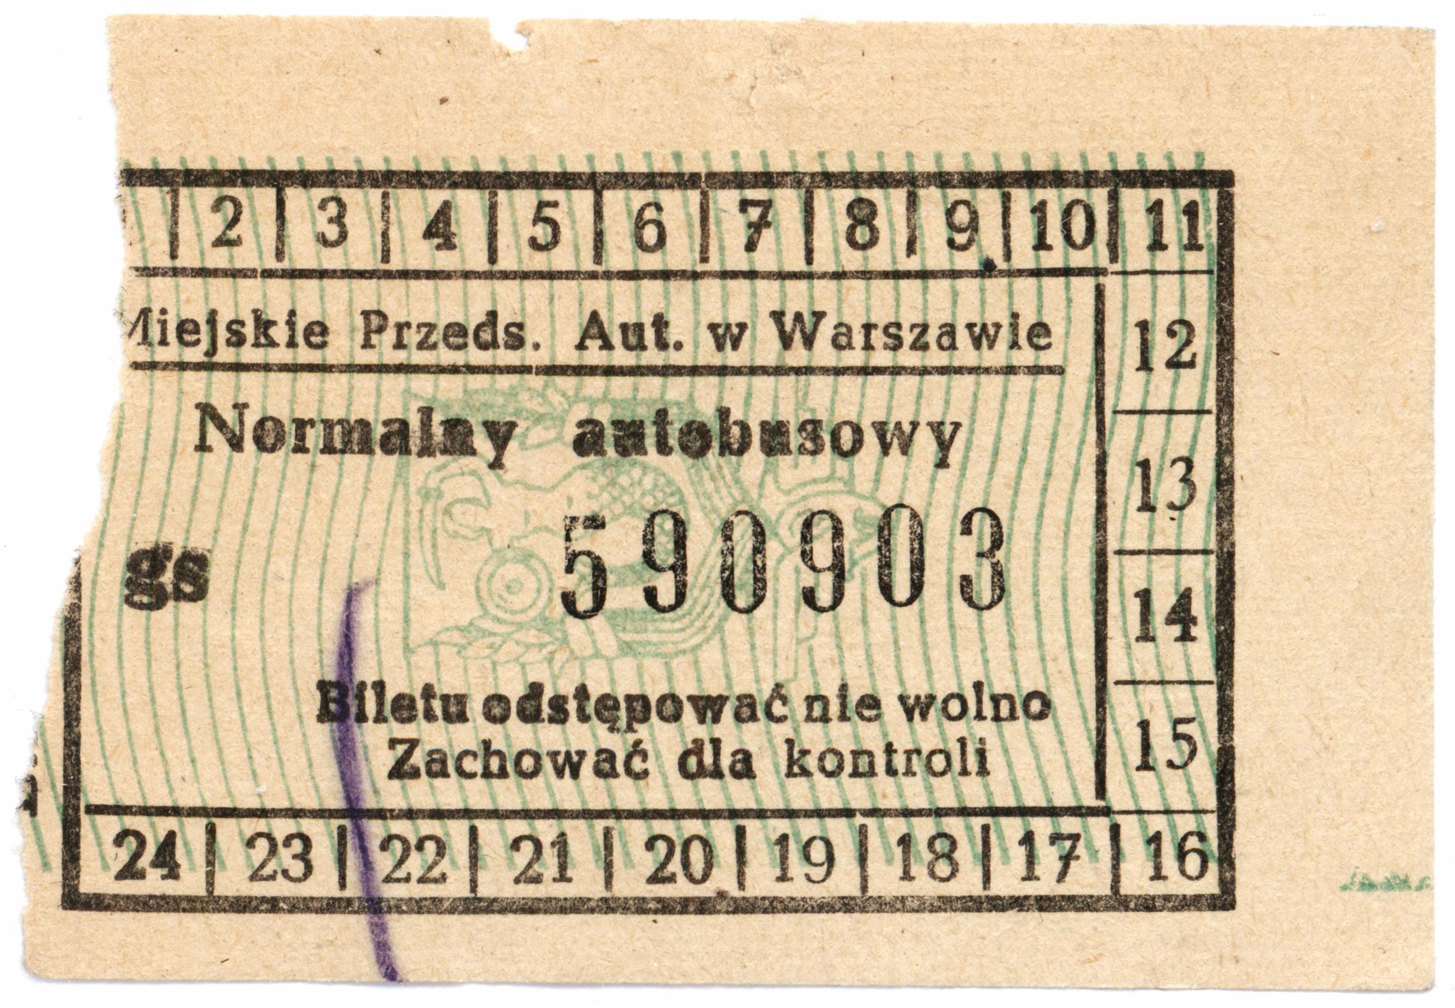 2 3 4 5 6 7 8 9 10 11
Miejskie Przeds. Aut. w Warszawie
12
Normalny autobusowy
13
gs 590903
14
Biletu odstępować nie wolno
15
Zachować dla kontroli
24 23 22 21 20 19 18 17 16